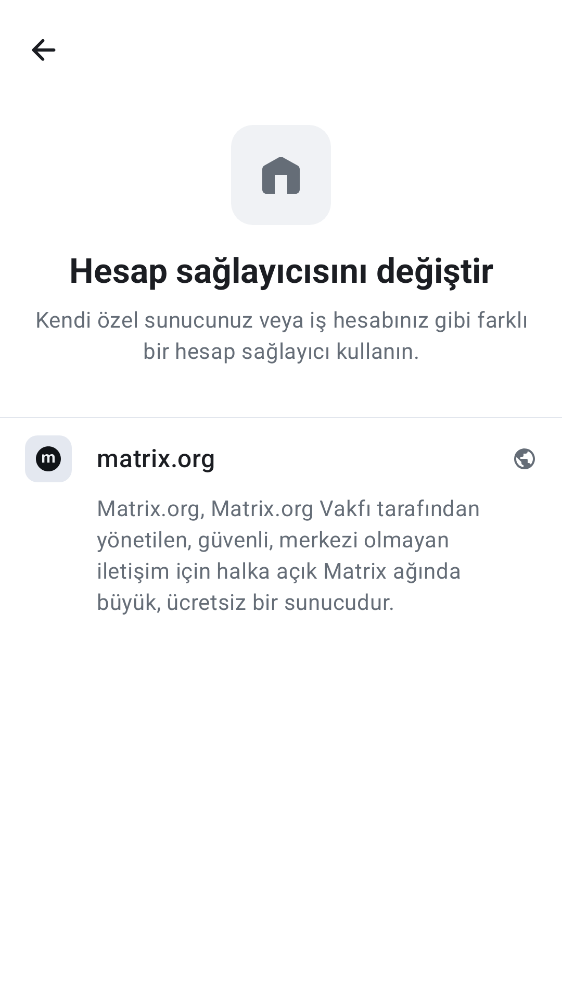 Hesap sağlayıcısını değiştir
Kendi özel sunucunuz veya iş hesabınız gibi farklı
bir hesap sağlayıcı kullanın.
m matrix.org
Matrix.org, Matrix.org Vakfı tarafından
yönetilen, güvenli, merkezi olmayan
iletişim için halka açık Matrix ağında
büyük, ücretsiz bir sunucudur.